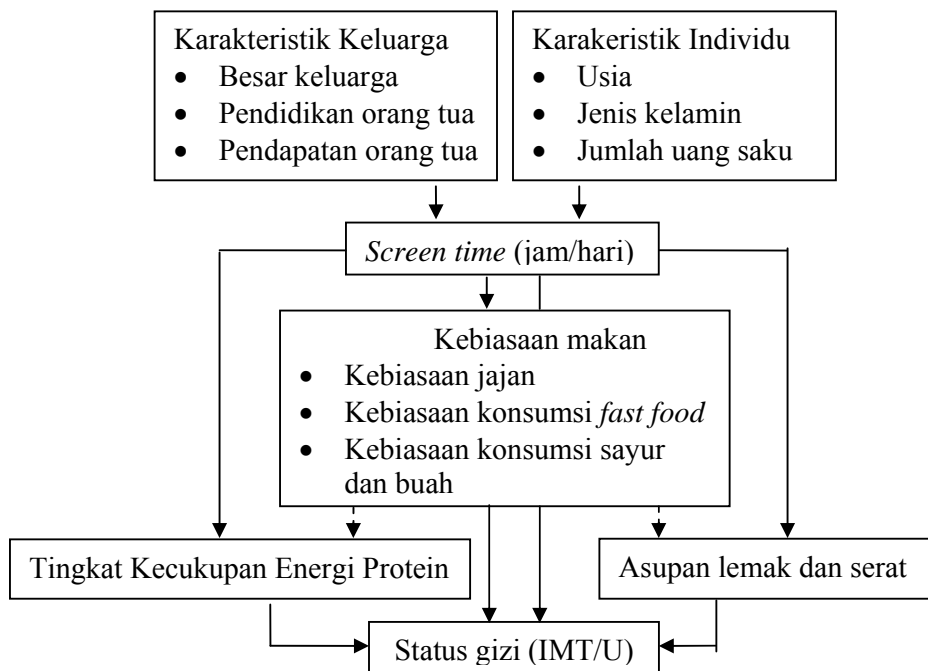 Karakteristik Keluarga
• Besar keluarga
• Pendidikan orang tua
• Pendapatan orang tua
Karakeristik Individu
• Usia
• Jenis kelamin
• Jumlah uang saku
Screen time (jam/hari)
Kebiasaan makan
• Kebiasaan jajan
• Kebiasaan konsumsi fast food
• Kebiasaan konsumsi sayur
dan buah
Tingkat Kecukupan Energi Protein
Asupan lemak dan serat
Status gizi (IMT/U)